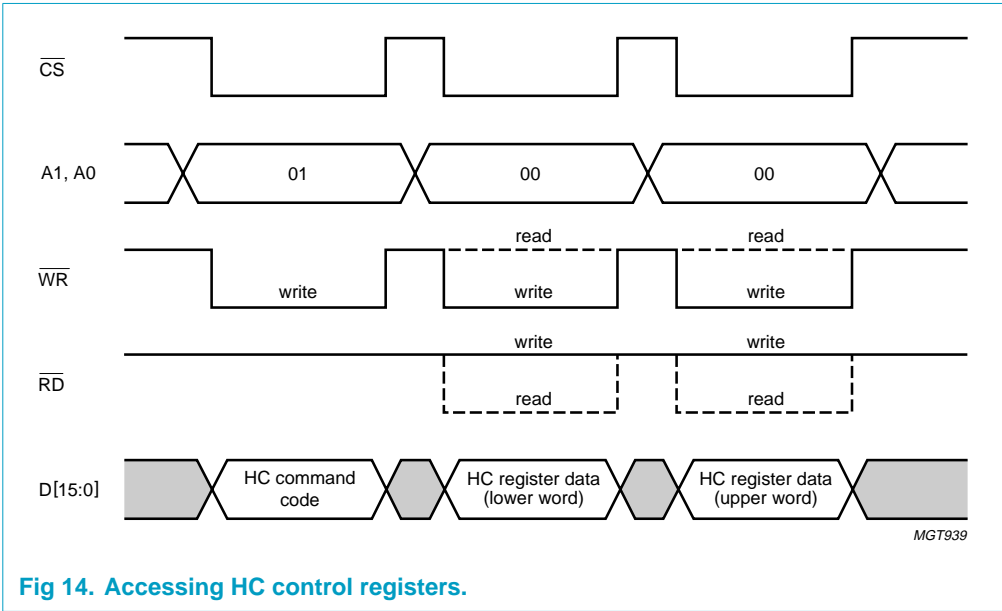 CS
A1, A0
01
00
00
read
read
WR
write
write
write
write
write
RD
read
read
D[15:0]
HC command
code
HC register data
(lower word)
HC register data
(upper word)
MGT939
Fig 14. Accessing HC control registers.